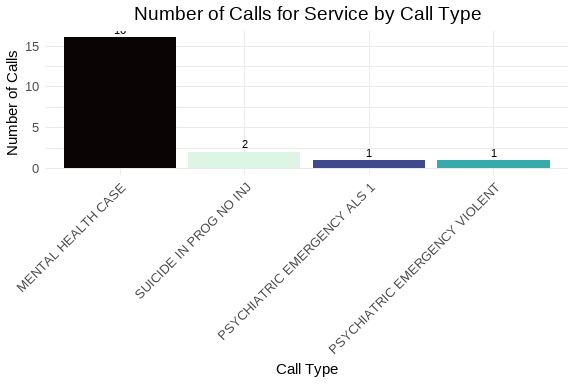 Number of Calls for Service by Call Type
Number of Calls
15
10
5
0
2
1
1
MENTAL HEALTH CASE
SUICIDE IN PROG NO INJ
PSYCHIATRIC EMERGENCY ALS 1
PSYCHIATRIC EMERGENCY VIOLENT
Call Type